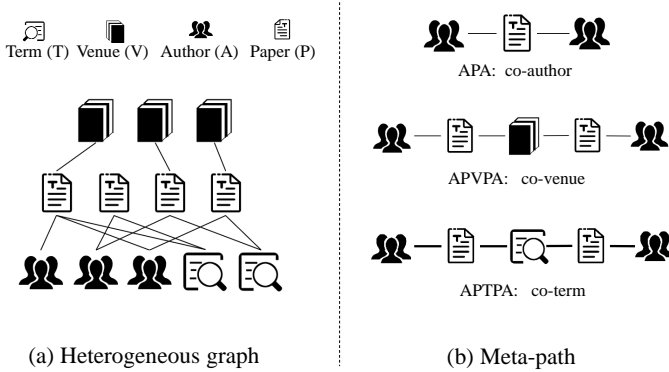 Term (T) Venue (V) Author (A) Paper (P)
(a) Heterogeneous graph
APA: co-author
APVPA: co-venue
APTPA: co-term
(b) Meta-path